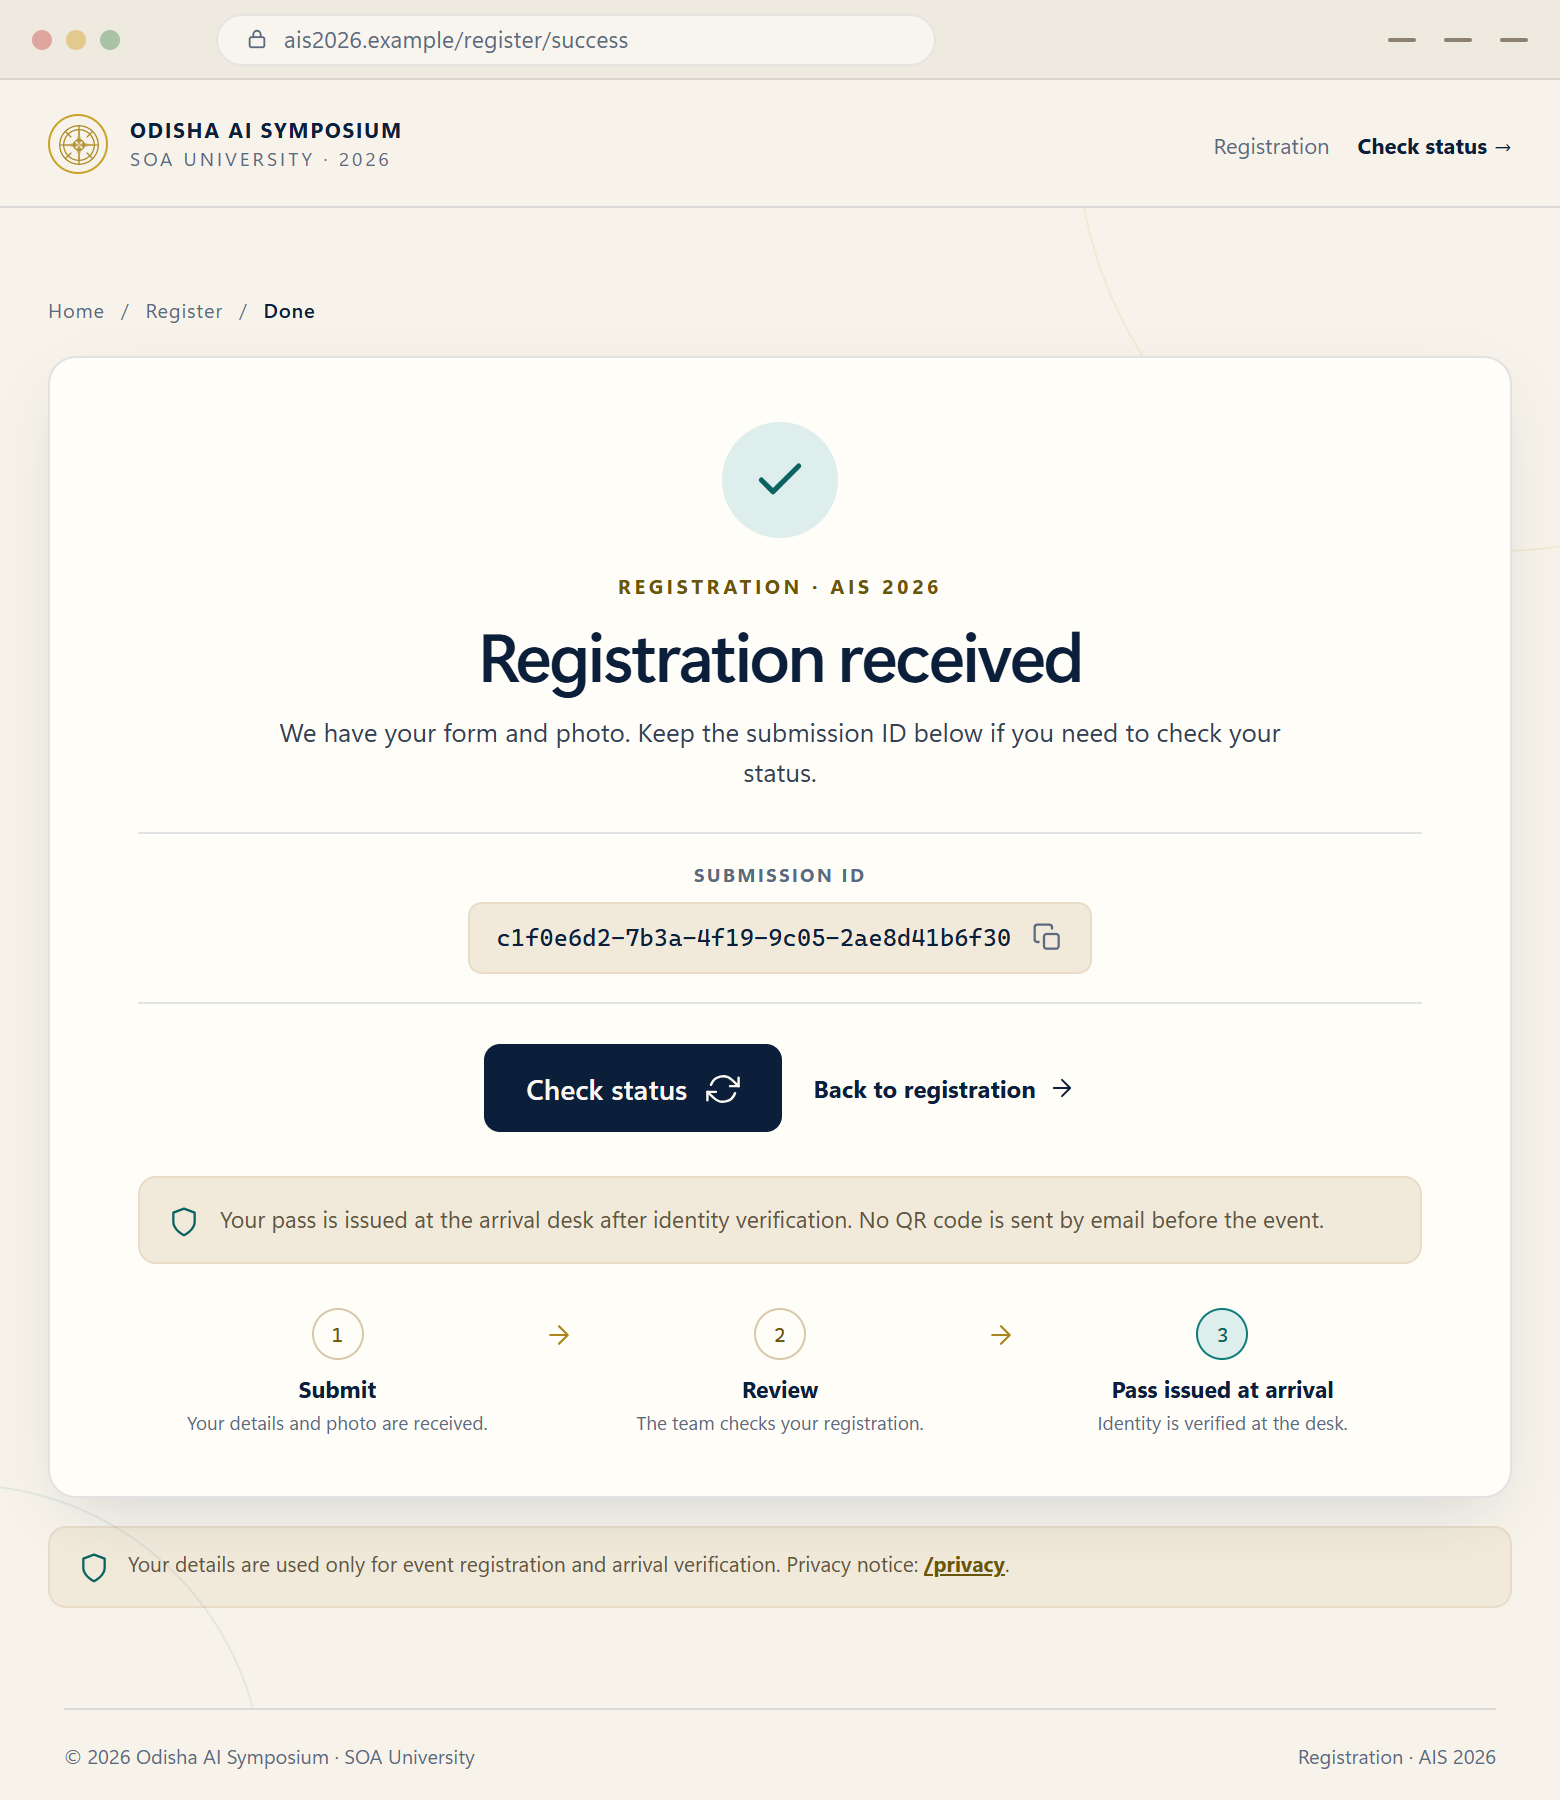 ais2026.example/register/success
ODISHA AI SYMPOSIUM
SOA UNIVERSITY · 2026
Registration
Check status →
Home / Register / Done
REGISTRATION · AIS 2026
Registration received
We have your form and photo. Keep the submission ID below if you need to check your
status.
SUBMISSION ID
c1f0e6d2-7b3a-4f19-9c05-2ae8d41b6f30
Check status
Back to registration →
Your pass is issued at the arrival desk after identity verification. No QR code is sent by email before the event.
1
Submit
Your details and photo are received.
2
Review
The team checks your registration.
3
Pass issued at arrival
Identity is verified at the desk.
Your details are used only for event registration and arrival verification. Privacy notice: /privacy.
© 2026 Odisha AI Symposium · SOA University
Registration · AIS 2026